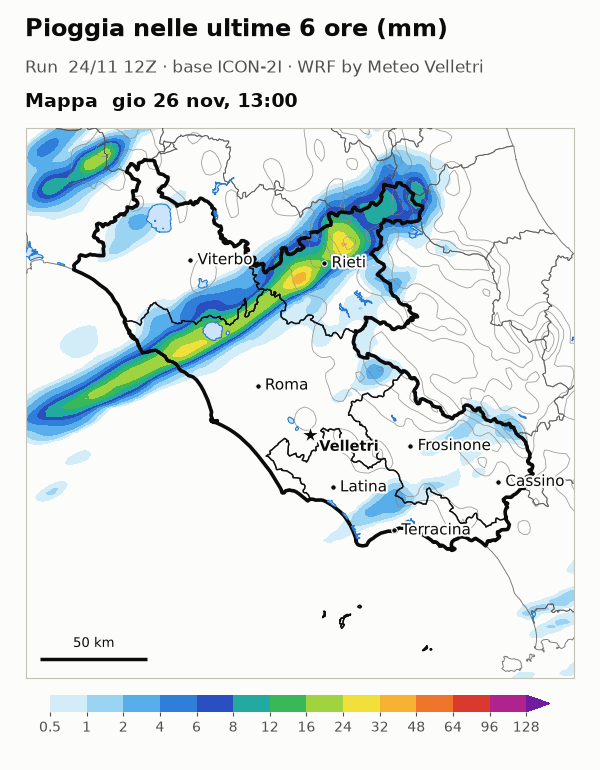 Pioggia nelle ultime 6 ore (mm)
Run  24/11 12Z · base ICON-2I · WRF by Meteo Velletri
Mappa  gio 26 nov, 13:00
Viterbo
Rieti
Roma
Velletri
Frosinone
Cassino
Latina
Terracina
50 km
0.5 1 2 4 6 8 12 16 24 32 48 64 96 128